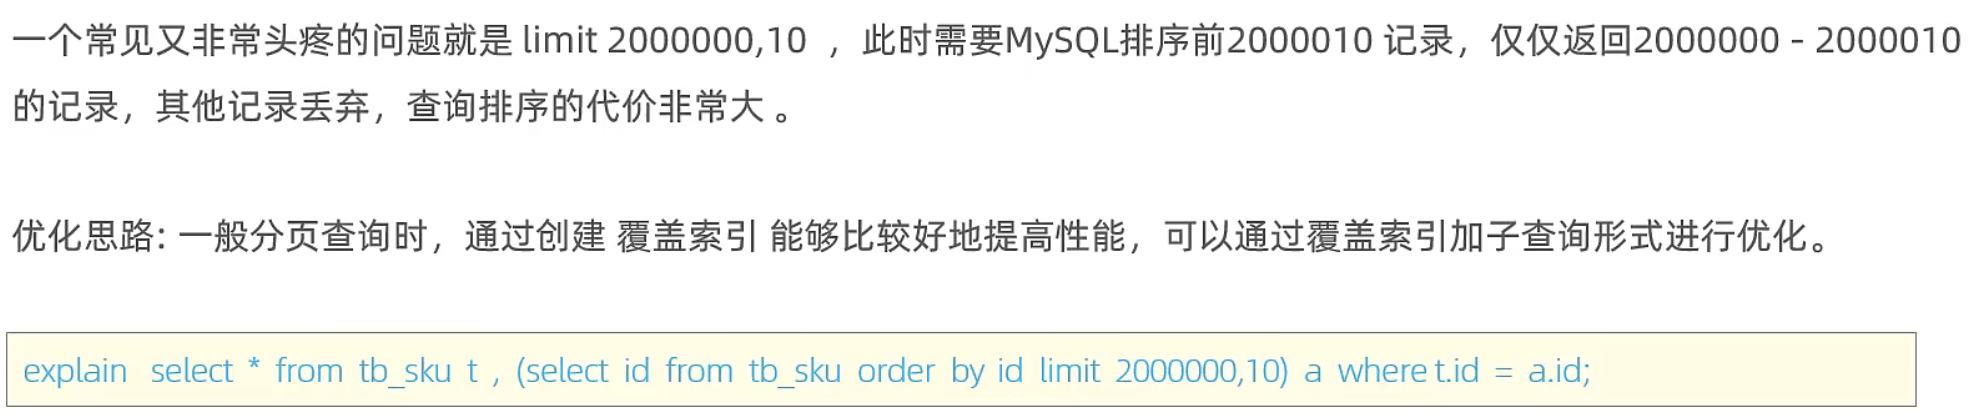 一个常见又非常头疼的问题就是 limit 2000000,10 ，此时需要MySQL排序前2000010 记录，仅仅返回2000000 - 2000010
的记录，其他记录丢弃，查询排序的代价非常大 。
优化思路: 一般分页查询时，通过创建 覆盖索引 能够比较好地提高性能，可以通过覆盖索引加子查询形式进行优化。
explain select * from tb_sku t , (select id from tb_sku order by id limit 2000000,10) a where t.id = a.id;